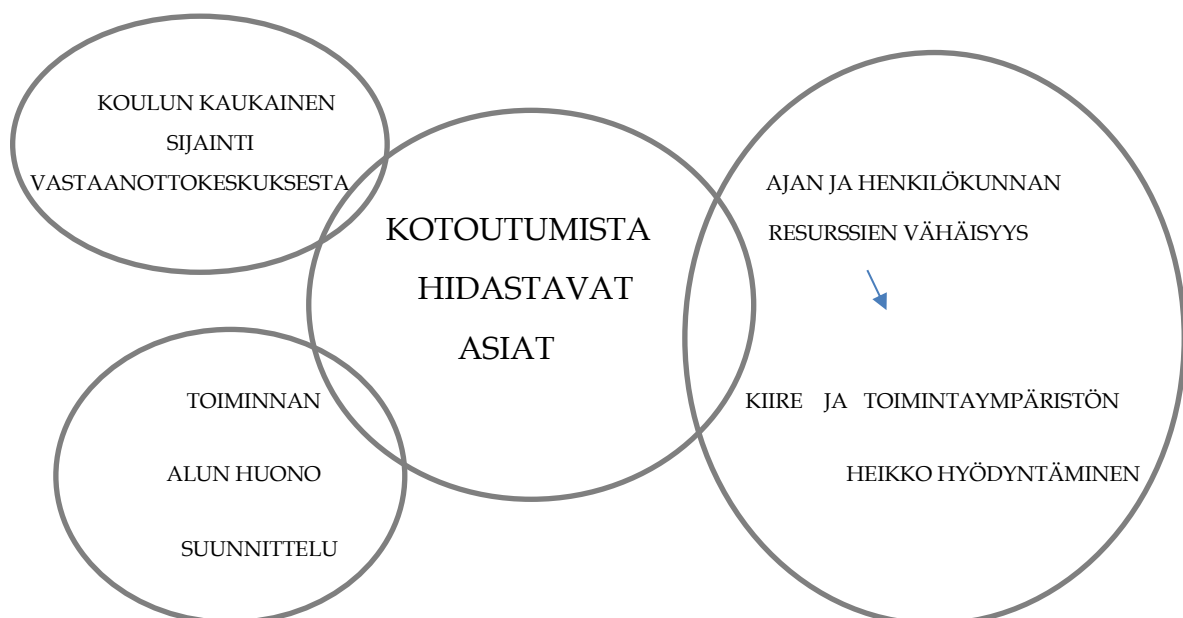 KOULUN KAUKAINEN
SIJAINTI
VASTAANOTTOKESKUKSESTA
KOTOUTUMISTA
HIDASTAVAT
ASIAT
AJAN JA HENKILÖKUNNAN
RESURSSIEN VÄHÄISYYS
KIIRE JA TOIMINTAYMPÄRISTÖN
HEIKKO HYÖDYNTÄMINEN
TOIMINNAN
ALUN HUONO
SUUNNITTELU